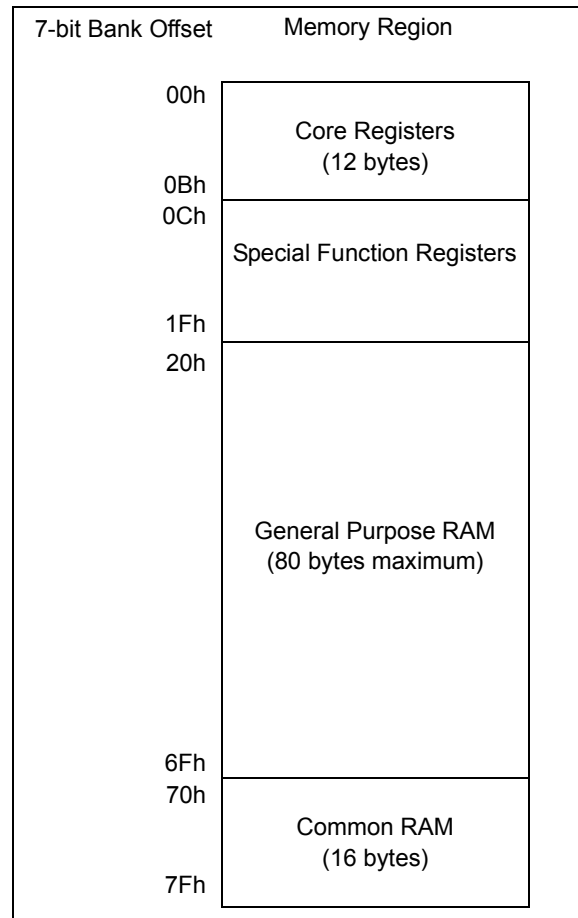 7-bit Bank Offset Memory Region
00h
Core Registers
(12 bytes)
0Bh
0Ch
Special Function Registers
1Fh
20h
General Purpose RAM
(80 bytes maximum)
6Fh
70h
Common RAM
(16 bytes)
7Fh